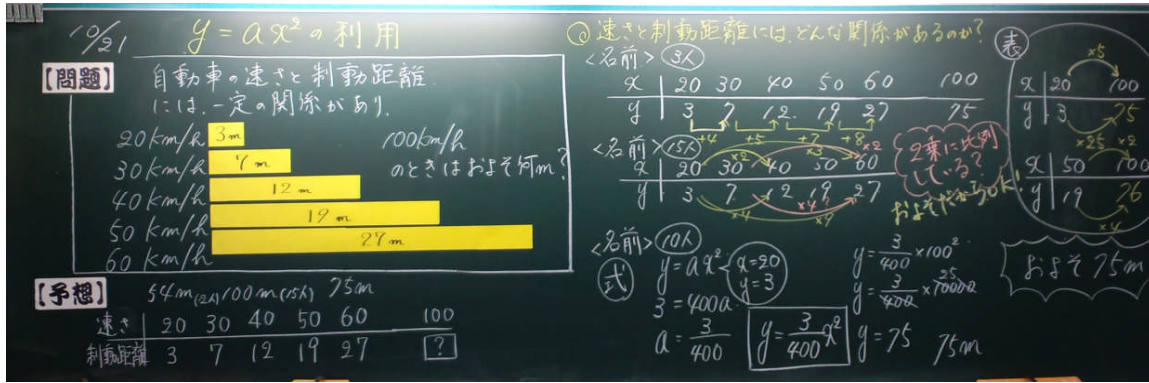 10/21
y=ax²の利用
【問題】
自動車の速さと制動距離
には、一定の関係があり、
20km/h 3m
30km/h 7m
40km/h 12m
50km/h 19m
60km/h 27m
100km/h
のときはおよそ何m?
【予想】
54m(2人) 100m(15人) 75m
速さ 20 30 40 50 60 100
制動距離 3 7 12 19 27 ?
◎速さと制動距離には、どんな関係があるのか?
<名前> 3人
x 20 30 40 50 60 100
y 3 7 12 19 27 75
+4 +5 +7 +8
<名前> 15人
×2 ×3 ×2
x 20 30 40 50 60
y 3 7 12 19 27
×4 ×4 ×9
2乗に比例
している?
およそだからOK!
<名前> 10人
式
y=ax²
x=20
y=3
3=400a
a=3/400
y=3/400x²
y=3/400×100²
y=3/400×10000
25
y=75 75m
表
×5
x 20 100
y 3 75
×25
×2
x 50 100
y 19 76
×4
およそ75m